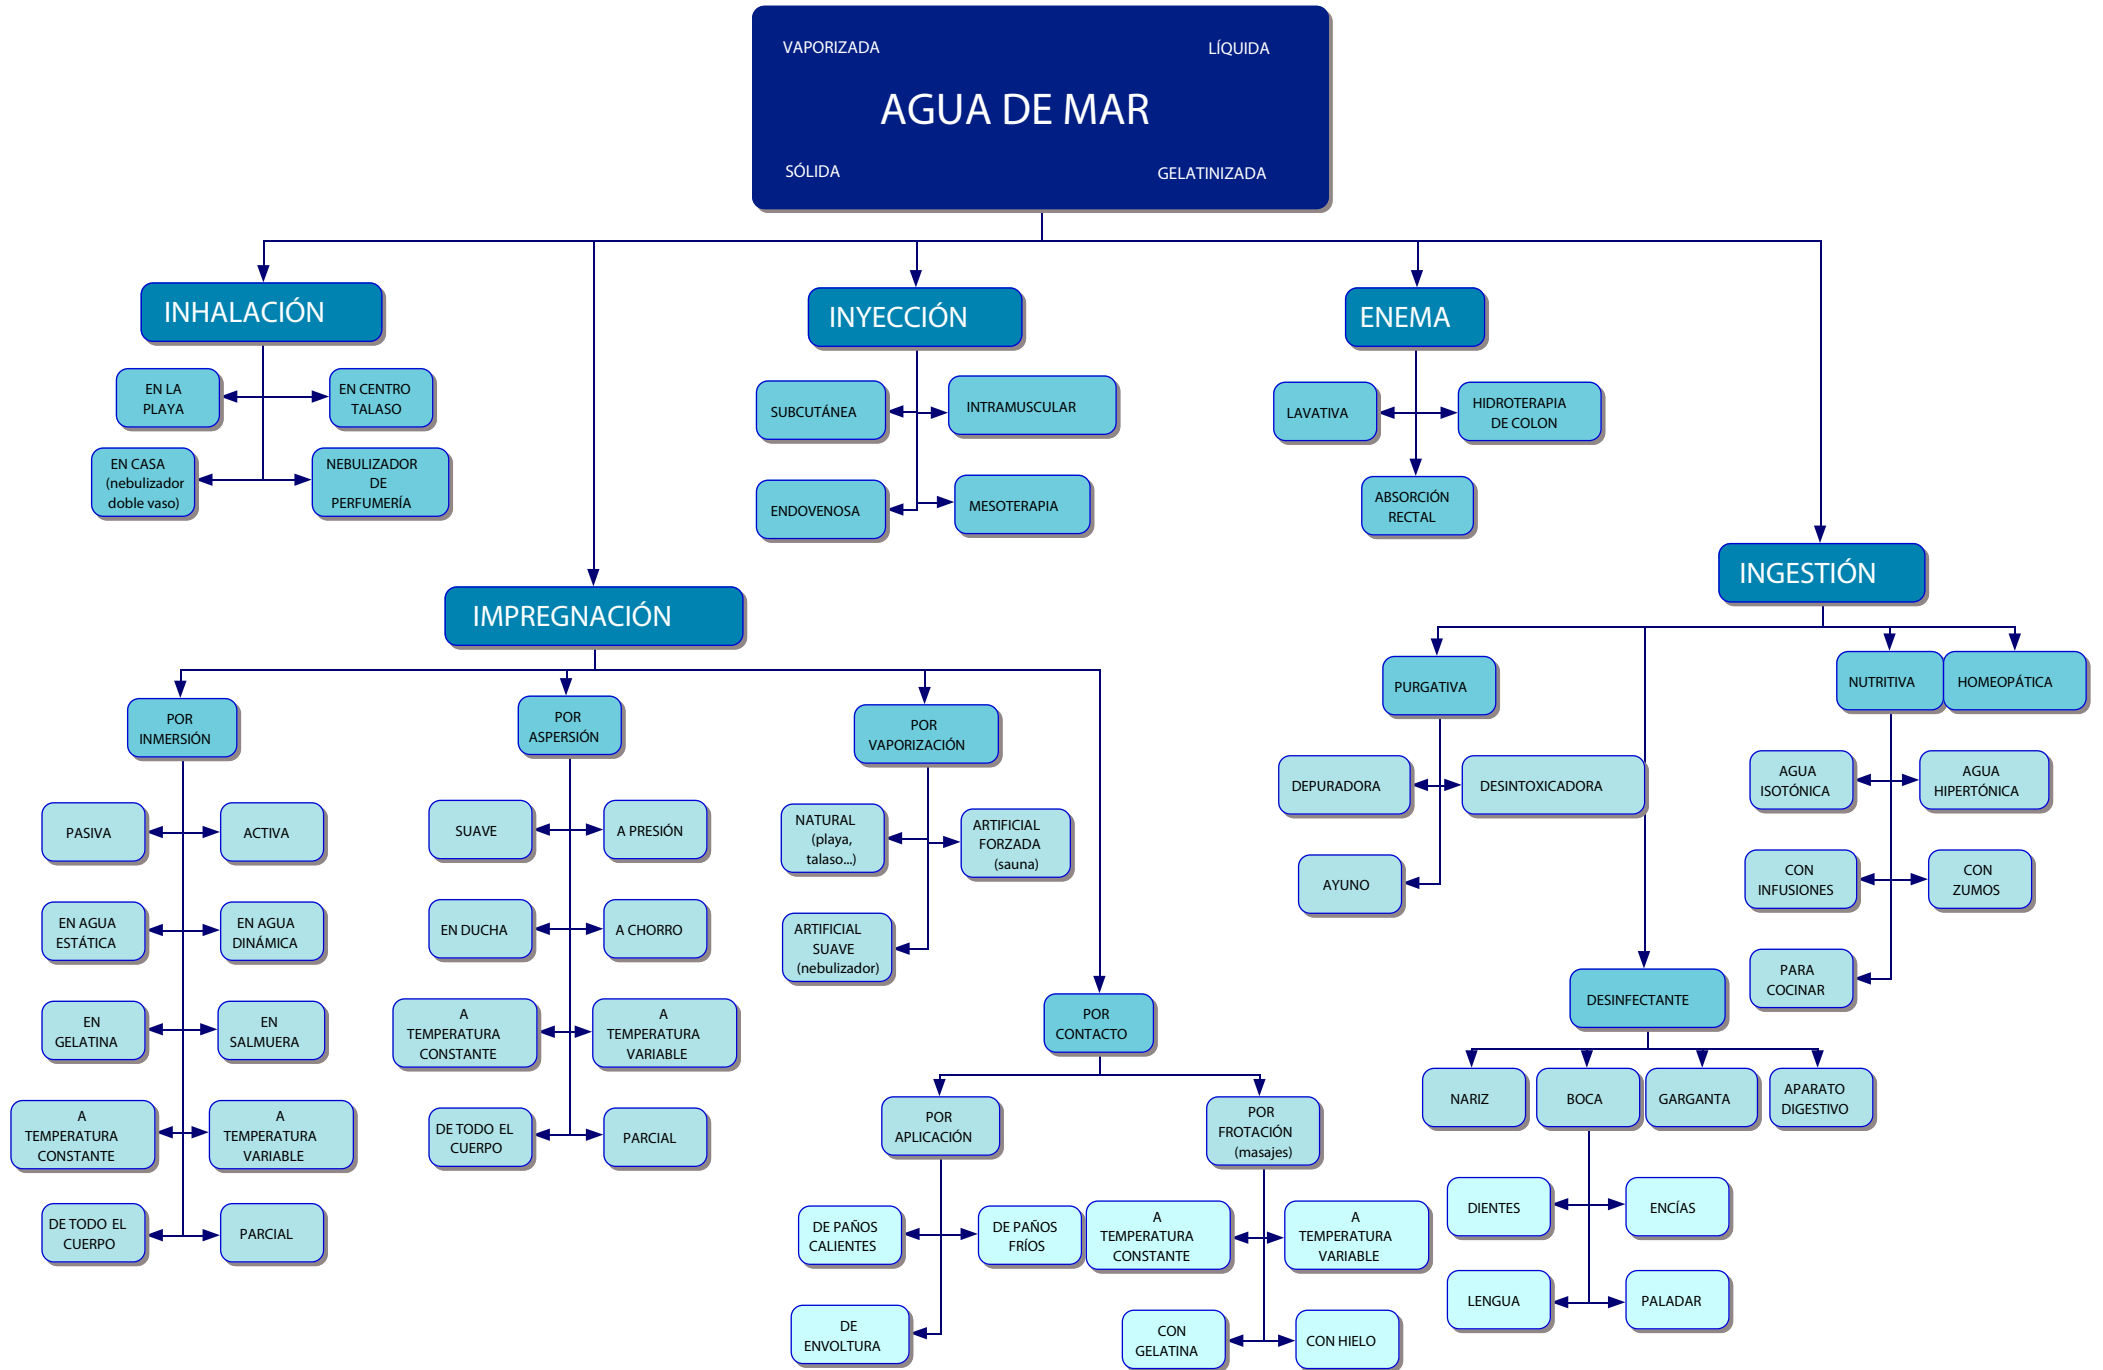 VAPORIZADA
LÍQUIDA
AGUA DE MAR
SÓLIDA
GELATINIZADA
INHALACIÓN
EN LA
PLAYA
EN CENTRO
TALASO
EN CASA
(nebulizador
doble vaso)
NEBULIZADOR
DE
PERFUMERÍA
INYECCIÓN
SUBCUTÁNEA
INTRAMUSCULAR
ENDOVENOSA
MESOTERAPIA
ENEMA
LAVATIVA
HIDROTERAPIA
DE COLON
ABSORCIÓN
RECTAL
IMPREGNACIÓN
POR
INMERSIÓN
PASIVA
ACTIVA
EN AGUA
ESTÁTICA
EN AGUA
DINÁMICA
EN
GELATINA
EN
SALMUERA
A
TEMPERATURA
CONSTANTE
A
TEMPERATURA
VARIABLE
DE TODO EL
CUERPO
PARCIAL
POR
ASPERSIÓN
SUAVE
A PRESIÓN
EN DUCHA
A CHORRO
A
TEMPERATURA
CONSTANTE
A
TEMPERATURA
VARIABLE
DE TODO EL
CUERPO
PARCIAL
POR
VAPORIZACIÓN
NATURAL
(playa,
talaso...)
ARTIFICIAL
FORZADA
(sauna)
ARTIFICIAL
SUAVE
(nebulizador)
POR
CONTACTO
POR
APLICACIÓN
DE PAÑOS
CALIENTES
DE PAÑOS
FRÍOS
DE
ENVOLTURA
POR
FROTACIÓN
(masajes)
A
TEMPERATURA
CONSTANTE
A
TEMPERATURA
VARIABLE
CON
GELATINA
CON HIELO
INGESTIÓN
PURGATIVA
DEPURADORA
DESINTOXICADORA
AYUNO
DESINFECTANTE
NARIZ
BOCA
GARGANTA
APARATO
DIGESTIVO
DIENTES
ENCÍAS
LENGUA
PALADAR
NUTRITIVA
HOMEOPÁTICA
AGUA
ISOTÓNICA
AGUA
HIPERTÓNICA
CON
INFUSIONES
CON
ZUMOS
PARA
COCINAR